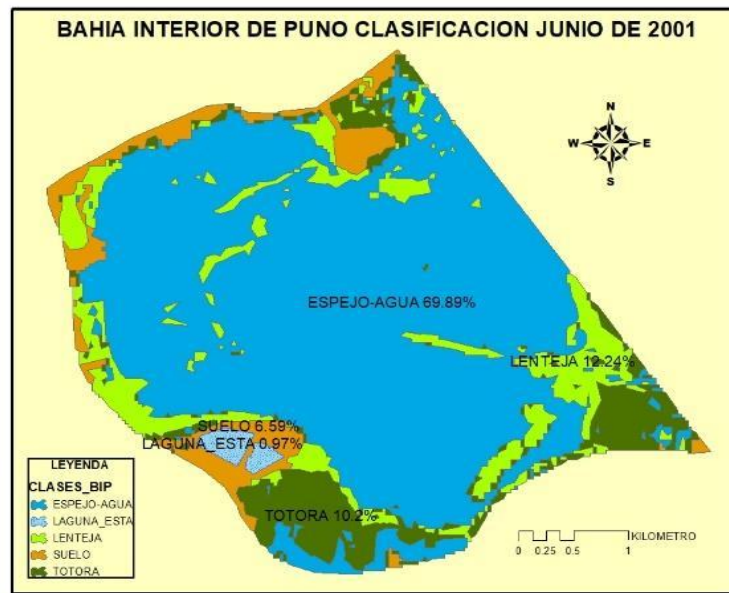 BAHIA INTERIOR DE PUNO CLASIFICACION JUNIO DE 2001
N
W E
S
ESPEJO-AGUA 69.89%
LENTEJA 12.24%
SUELO 6.59%
LAGUNA_ESTA 0.97%
TOTORA 10.2%
LEYENDA
CLASES_BIP
ESPEJO-AGUA
LAGUNA_ESTA
LENTEJA
SUELO
TOTORA
KILOMETRO
0 0.25 0.5 1